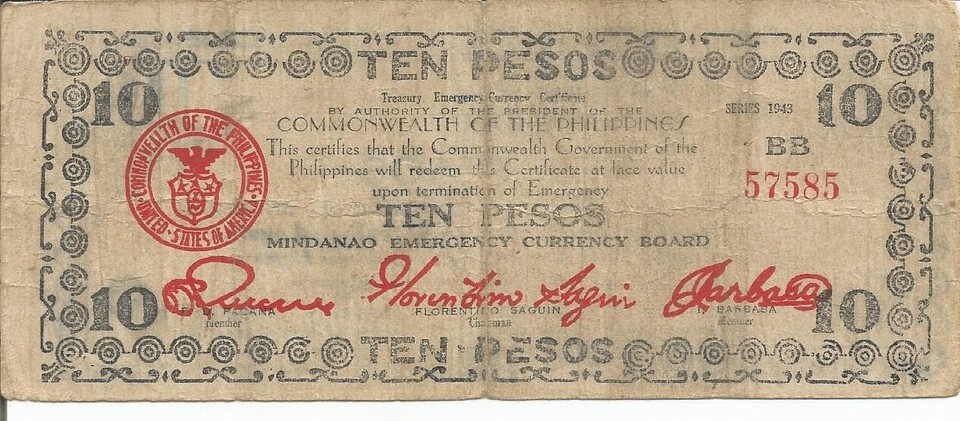 TEN PESOS
10
10
Treasury Emergency Currency Certificate
SERIES 1943
BY AUTHORITY OF THE PRESIDENT OF THE
COMMONWEALTH OF THE PHILIPPINES
This certifies that the Commonwealth Government of the
Philippines will redeem this Certificate at face value
upon termination of Emergency
BB
57585
COMMONWEALTH OF THE PHILIPPINES
UNITED STATES OF AMERICA
TEN PESOS
MINDANAO EMERGENCY CURRENCY BOARD
Florentino Saguin
Barbasa
FLORENTINO SAGUIN
BARBASA
Member
Chairman
Member
10
10
TEN PESOS